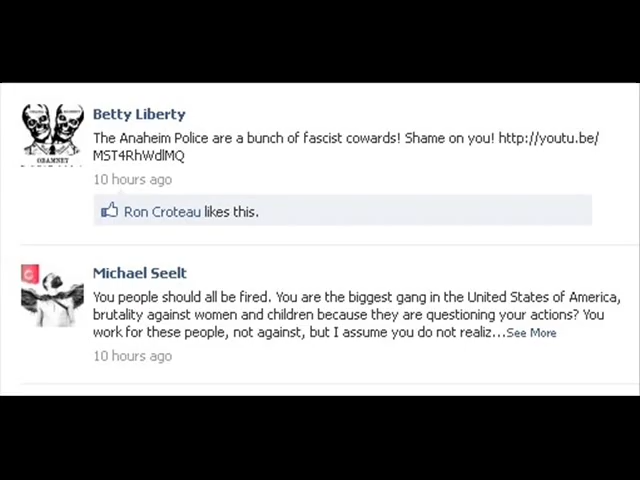 OBAMNEY
Betty Liberty
The Anaheim Police are a bunch of fascist cowards! Shame on you! http://youtu.be/
MST4RhWdlMQ
10 hours ago
Ron Croteau likes this.
Michael Seelt
You people should all be fired. You are the biggest gang in the United States of America,
brutality against women and children because they are questioning your actions? You
work for these people, not against, but I assume you do not realiz...See More
10 hours ago